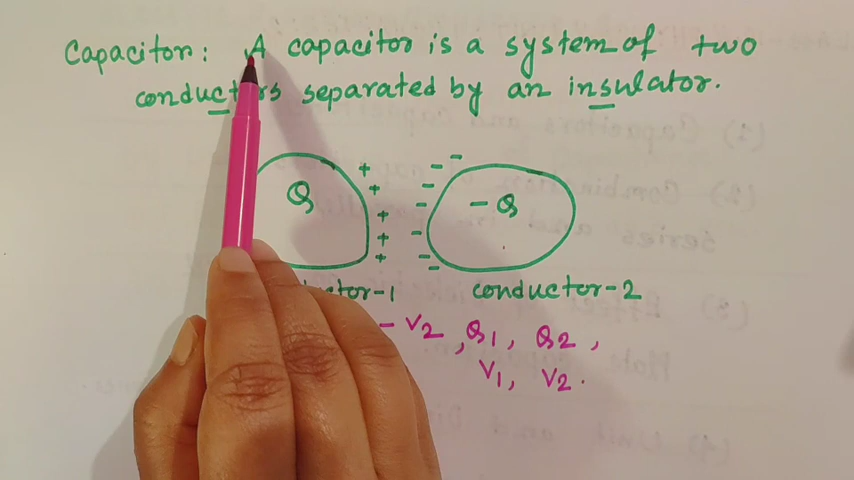 Capacitor: A capacitor is a system of two
conductors separated by an insulator.
+ + + + +
- - - - - - -
Q
- Q
conductor-2
- V2, Q1, Q2,
V1, V2.